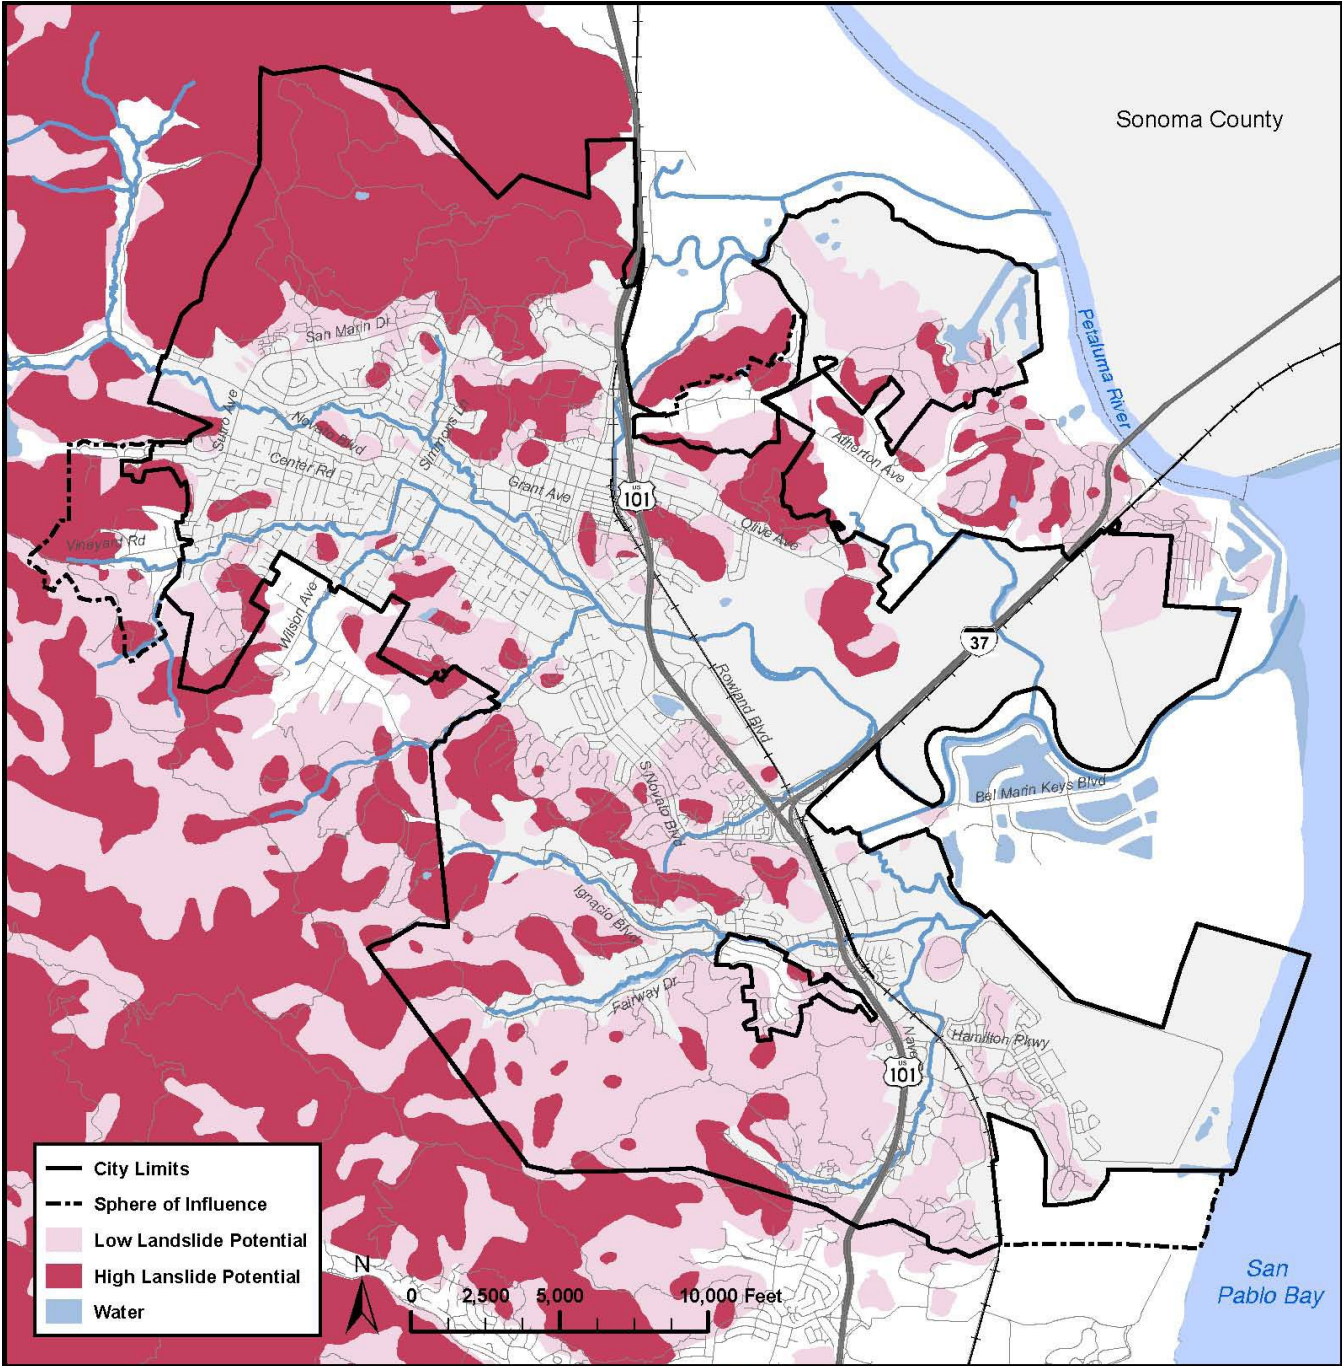 Sonoma County
Petaluma River
San Marin Dr
Sutro Ave
Novato Blvd
Simmons Ln
Center Rd
Grant Ave
US
101
Atherton Ave
Olive Ave
Vineyard Rd
Wilson Ave
37
Rowland Blvd
S Novato Blvd
Bel Marin Keys Blvd
Ignacio Blvd
Fairway Dr
Nave
Hamilton Pkwy
US
101
City Limits
Sphere of Influence
Low Landslide Potential
High Lanslide Potential
Water
N
0 2,500 5,000 10,000 Feet
San
Pablo Bay